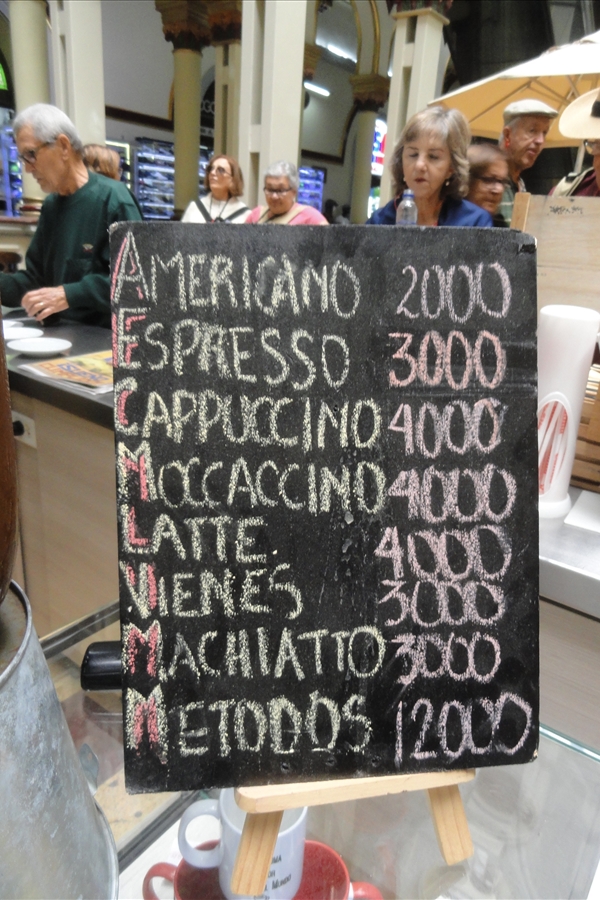 AMERICANO 2000
ESPRESSO 3000
CAPPUCCINO 4000
MOCCACCINO 4000
LATTE. 4000
VIENES 3000
MACHIATTO 3000
METODOS 12000